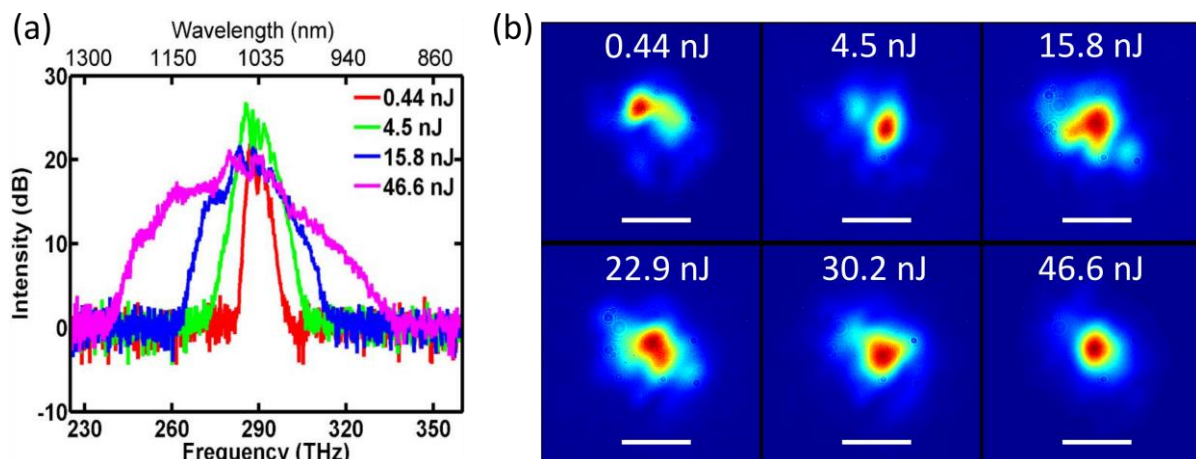 (a)
Wavelength (nm)
1300 1150 1035 940 860
30
20
10
0
-10
Intensity (dB)
0.44 nJ
4.5 nJ
15.8 nJ
46.6 nJ
225 260 290 320 350
Frequency (THz)
(b)
0.44 nJ 4.5 nJ 15.8 nJ
22.9 nJ 30.2 nJ 46.6 nJ